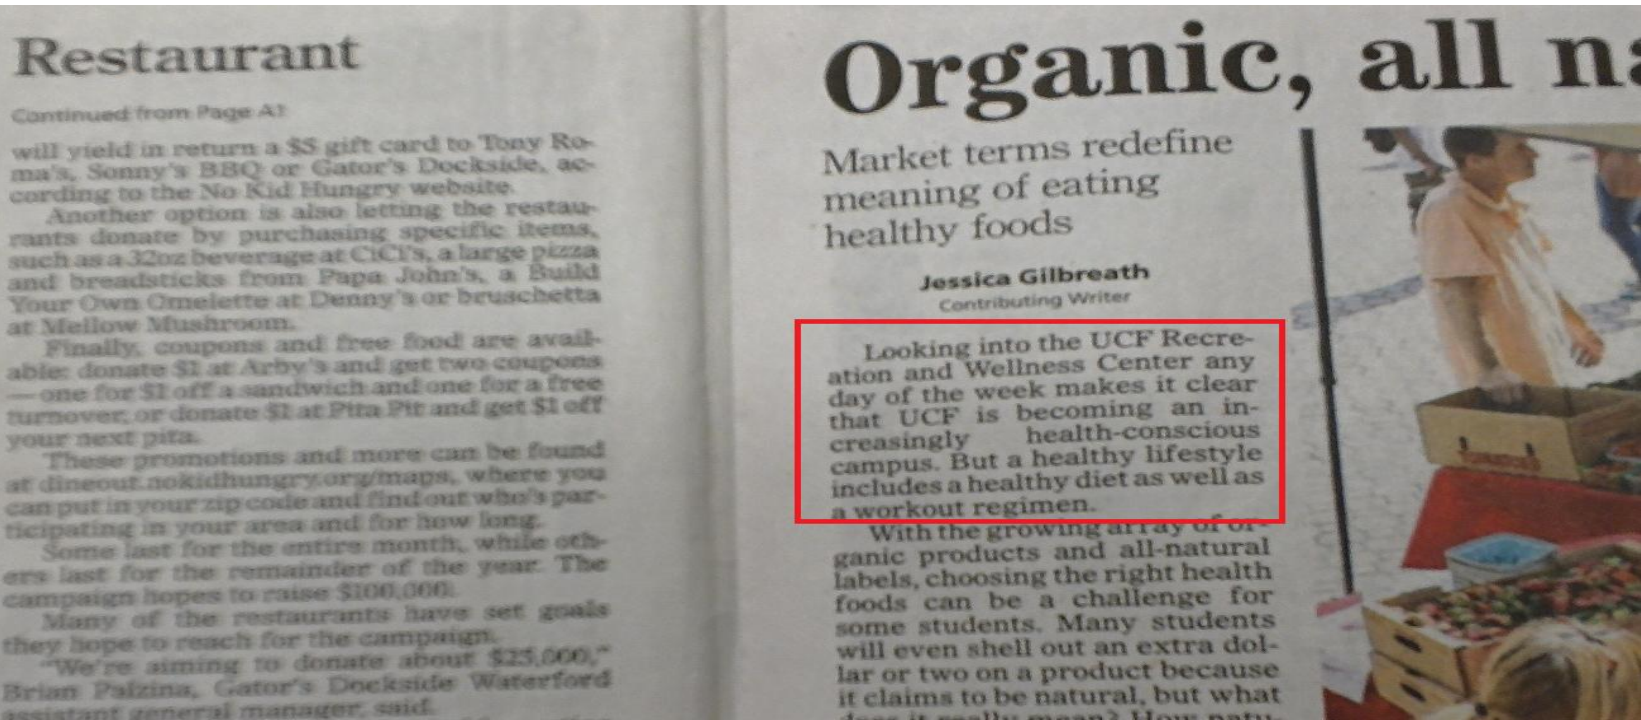 Restaurant
Continued from Page A1
will yield in return a $5 gift card to Tony Ro-
ma's, Sonny's BBQ or Gator's Dockside, ac-
cording to the No Kid Hungry website.
Another option is also letting the restau-
rants donate by purchasing specific items,
such as a 32oz beverage at CiCi's, a large pizza
and breadsticks from Papa John's, a Build
Your Own Omelette at Denny's or bruschetta
at Mellow Mushroom.
Finally, coupons and free food are avail-
able: donate $1 at Arby's and get two coupons
— one for $1 off a sandwich and one for a free
turnover, or donate $1 at Pita Pit and get $1 off
your next pita.
These promotions and more can be found
at dineout.nokidhungry.org/maps, where you
can put in your zip code and find out who's par-
ticipating in your area and for how long.
Some last for the entire month, while oth-
ers last for the remainder of the year. The
campaign hopes to raise $100,000.
Many of the restaurants have set goals
they hope to reach for the campaign.
"We're aiming to donate about $25,000,"
Brian Palzina, Gator's Dockside Waterford
assistant general manager, said.
Organic, all na
Market terms redefine
meaning of eating
healthy foods
Jessica Gilbreath
Contributing Writer
Looking into the UCF Recre-
ation and Wellness Center any
day of the week makes it clear
that UCF is becoming an in-
creasingly health-conscious
campus. But a healthy lifestyle
includes a healthy diet as well as
a workout regimen.
With the growing array of or-
ganic products and all-natural
labels, choosing the right health
foods can be a challenge for
some students. Many students
will even shell out an extra dol-
lar or two on a product because
it claims to be natural, but what
does it really mean? How natu-